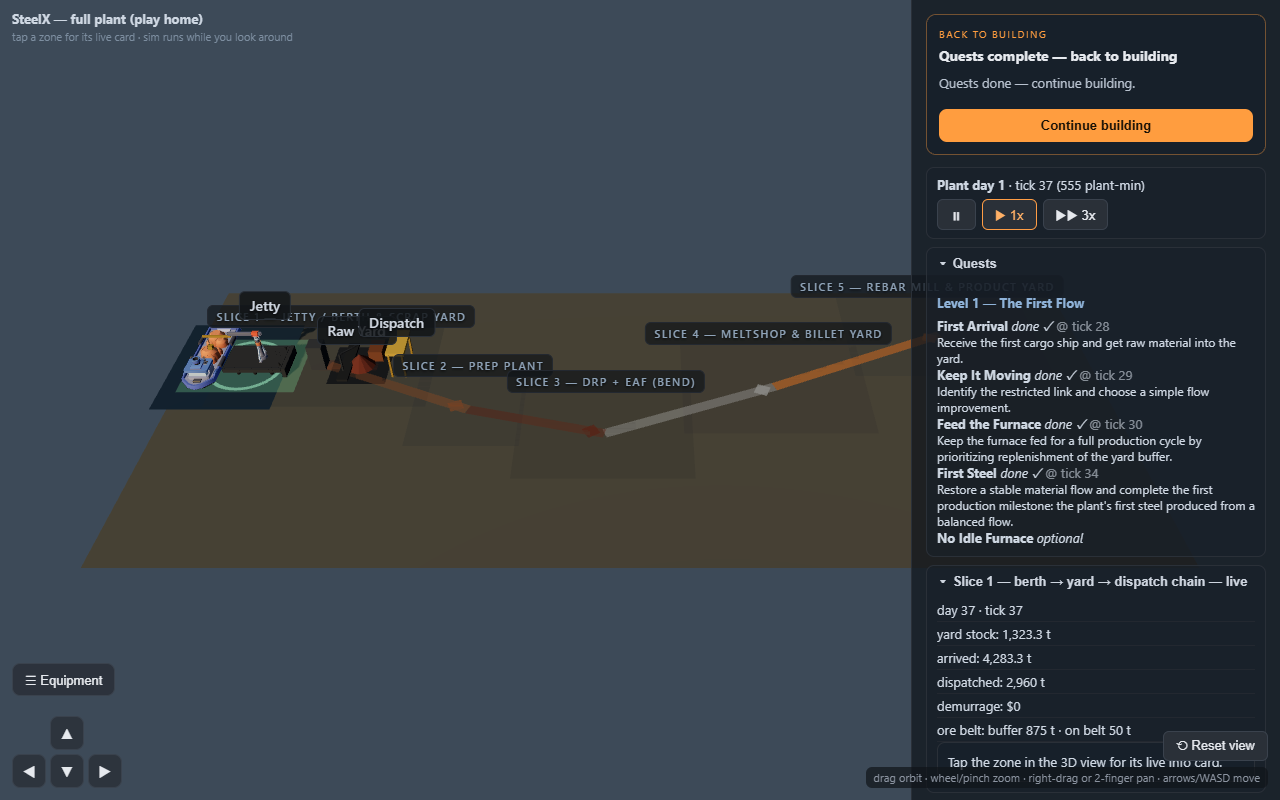 SteelX — full plant (play home)
tap a zone for its live card · sim runs while you look around
BACK TO BUILDING
Quests complete — back to building
Quests done — continue building.
Continue building
Plant day 1 · tick 37 (555 plant-min)
⏸ ▶ 1x ▶▶ 3x
Quests
Level 1 — The First Flow
First Arrival done ✓ @ tick 28
Receive the first cargo ship and get raw material into the
yard.
Keep It Moving done ✓ @ tick 29
Identify the restricted link and choose a simple flow
improvement.
Feed the Furnace done ✓ @ tick 30
Keep the furnace fed for a full production cycle by
prioritizing replenishment of the yard buffer.
First Steel done ✓ @ tick 34
Restore a stable material flow and complete the first
production milestone: the plant's first steel produced from a
balanced flow.
No Idle Furnace optional
Slice 1 — berth → yard → dispatch chain — live
day 37 · tick 37
yard stock: 1,323.3 t
arrived: 4,283.3 t
dispatched: 2,960 t
demurrage: $0
ore belt: buffer 875 t · on belt 50 t
Tap the zone in the 3D view for its live info card.
⟲ Reset view
drag orbit · wheel/pinch zoom · right-drag or 2-finger pan · arrows/WASD move
SLICE 5 — REBAR MILL & PRODUCT YARD
Jetty
SLICE JETTY / BERTH YARD
Raw
Dispatch
SLICE 4 — MELTSHOP & BILLET YARD
SLICE 2 — PREP PLANT
SLICE 3 — DRP + EAF (BEND)
☰ Equipment
▲
◀ ▼ ▶